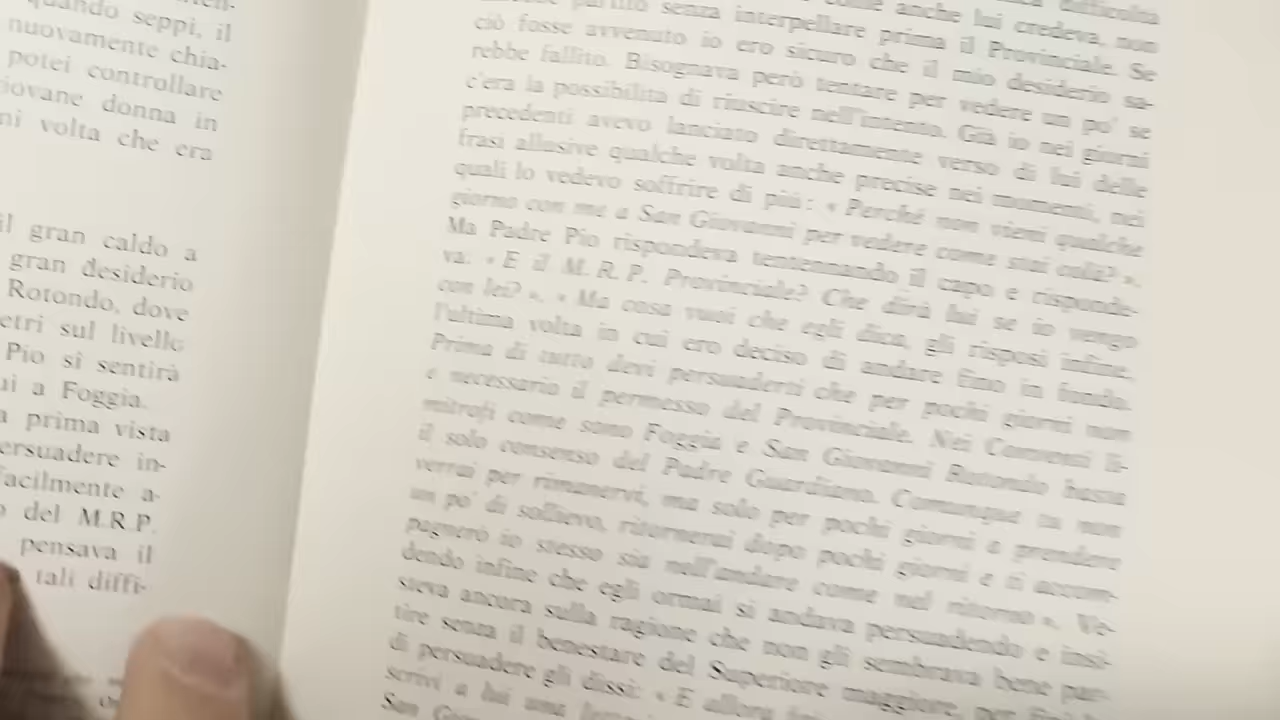 quando seppi, il
nuovamente chia-
potei controllare
giovane donna in
volta che era
il gran caldo a
gran desiderio
Rotondo, dove
sul livello
Pio si sentirà
a Foggia.
prima vista
in-
facilmente a-
del M.R.P.
pensava il
tali diffi-
difficoltà
come anche lui credeva, non
partito senza interpellare prima il Provinciale. Se
ciò fosse avvenuto io ero sicuro che il mio desiderio sa-
rebbe fallito. Bisognava però tentare per vedere un po' se
c'era la possibilità di riuscire nell'intento. Già io nei giorni
precedenti avevo lanciato direttamente verso di lui delle
frasi allusive qualche volta anche precise nei momenti, nei
quali lo vedevo soffrire di più: « Perché non vieni qualche
giorno con me a San Giovanni per vedere come stai colà? ».
Ma Padre Pio rispondeva tentennando il capo e risponde-
va: « E il M. R. P. Provinciale? Che dirà lui se io vengo
con lei? ». « Ma cosa vuoi che egli dica, gli risposi infine,
l'ultima volta in cui ero deciso di andare fino in fondo.
Prima di tutto devi persuaderti che per pochi giorni non
è necessario il permesso del Provinciale. Nei Conventi li-
mitrofi come sono Foggia e San Giovanni Rotondo basta
il solo consenso del Padre Guardiano. Comunque tu non
verrai per rimanervi, ma solo per pochi giorni a prendere
un po' di sollievo, ritornerai dopo pochi giorni e ti accom-
pagnerò io stesso sia nell'andare come nel ritorno ». Ve-
dendo infine che egli ormai si andava persuadendo e insi-
steva ancora sulla ragione che non gli sembrava bene par-
tire senza il benestare del Superiore maggiore, per
di persuadere gli dissi: « E allora
scrivi a lui una
San